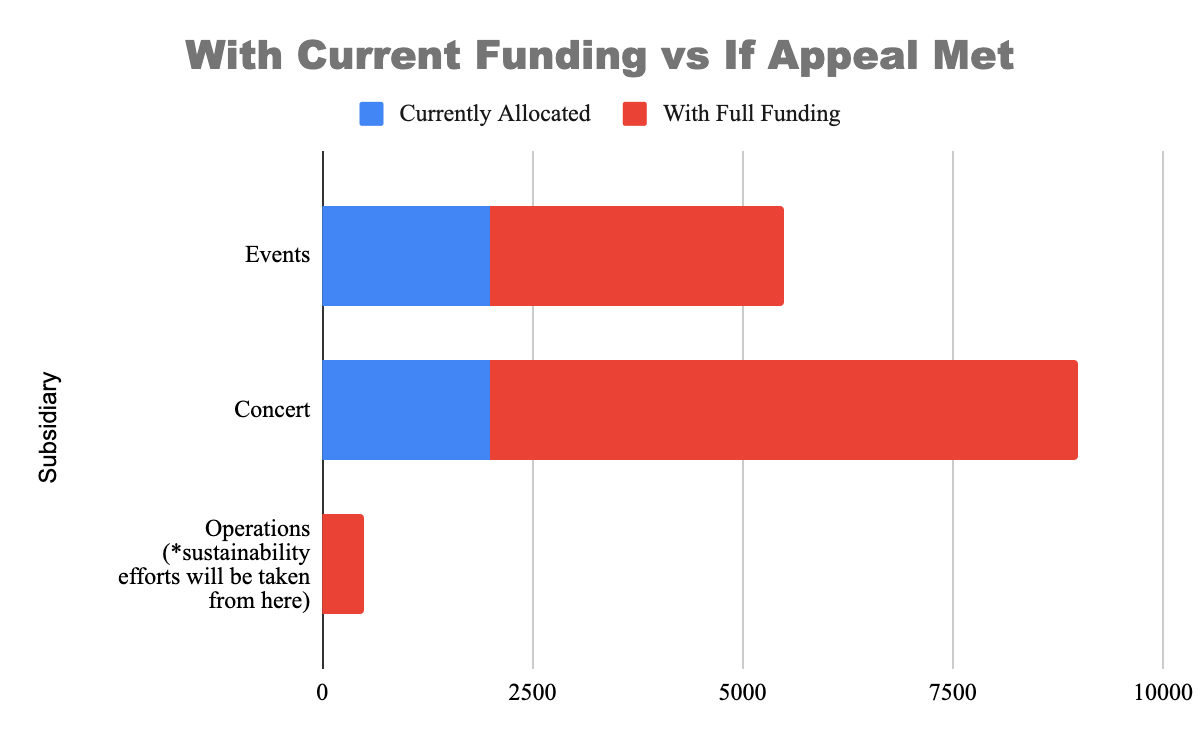 With Current Funding vs If Appeal Met
Currently Allocated
With Full Funding
Subsidiary
Events
Concert
Operations
(*sustainability
efforts will be taken
from here)
0
2500
5000
7500
10000